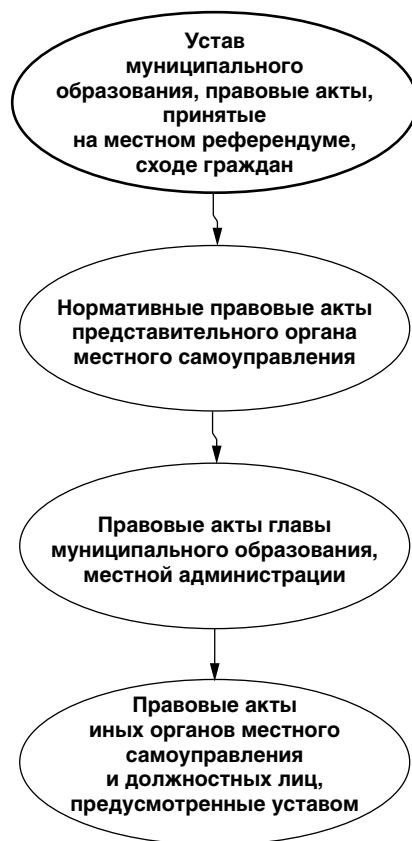 Устав
муниципального
образования, правовые акты,
принятые
на местном референдуме,
сходе граждан
Нормативные правовые акты
представительного органа
местного самоуправления
Правовые акты главы
муниципального образования,
местной администрации
Правовые акты
иных органов местного
самоуправления
и должностных лиц,
предусмотренные уставом